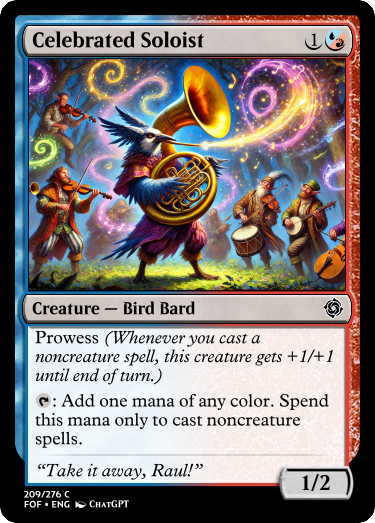 Celebrated Soloist 1
Creature — Bird Bard
Prowess (Whenever you cast a
noncreature spell, this creature gets +1/+1
until end of turn.)
: Add one mana of any color. Spend
this mana only to cast noncreature
spells.
“Take it away, Raul!”
1/2
209/276 C
FOF • ENG ChatGPT